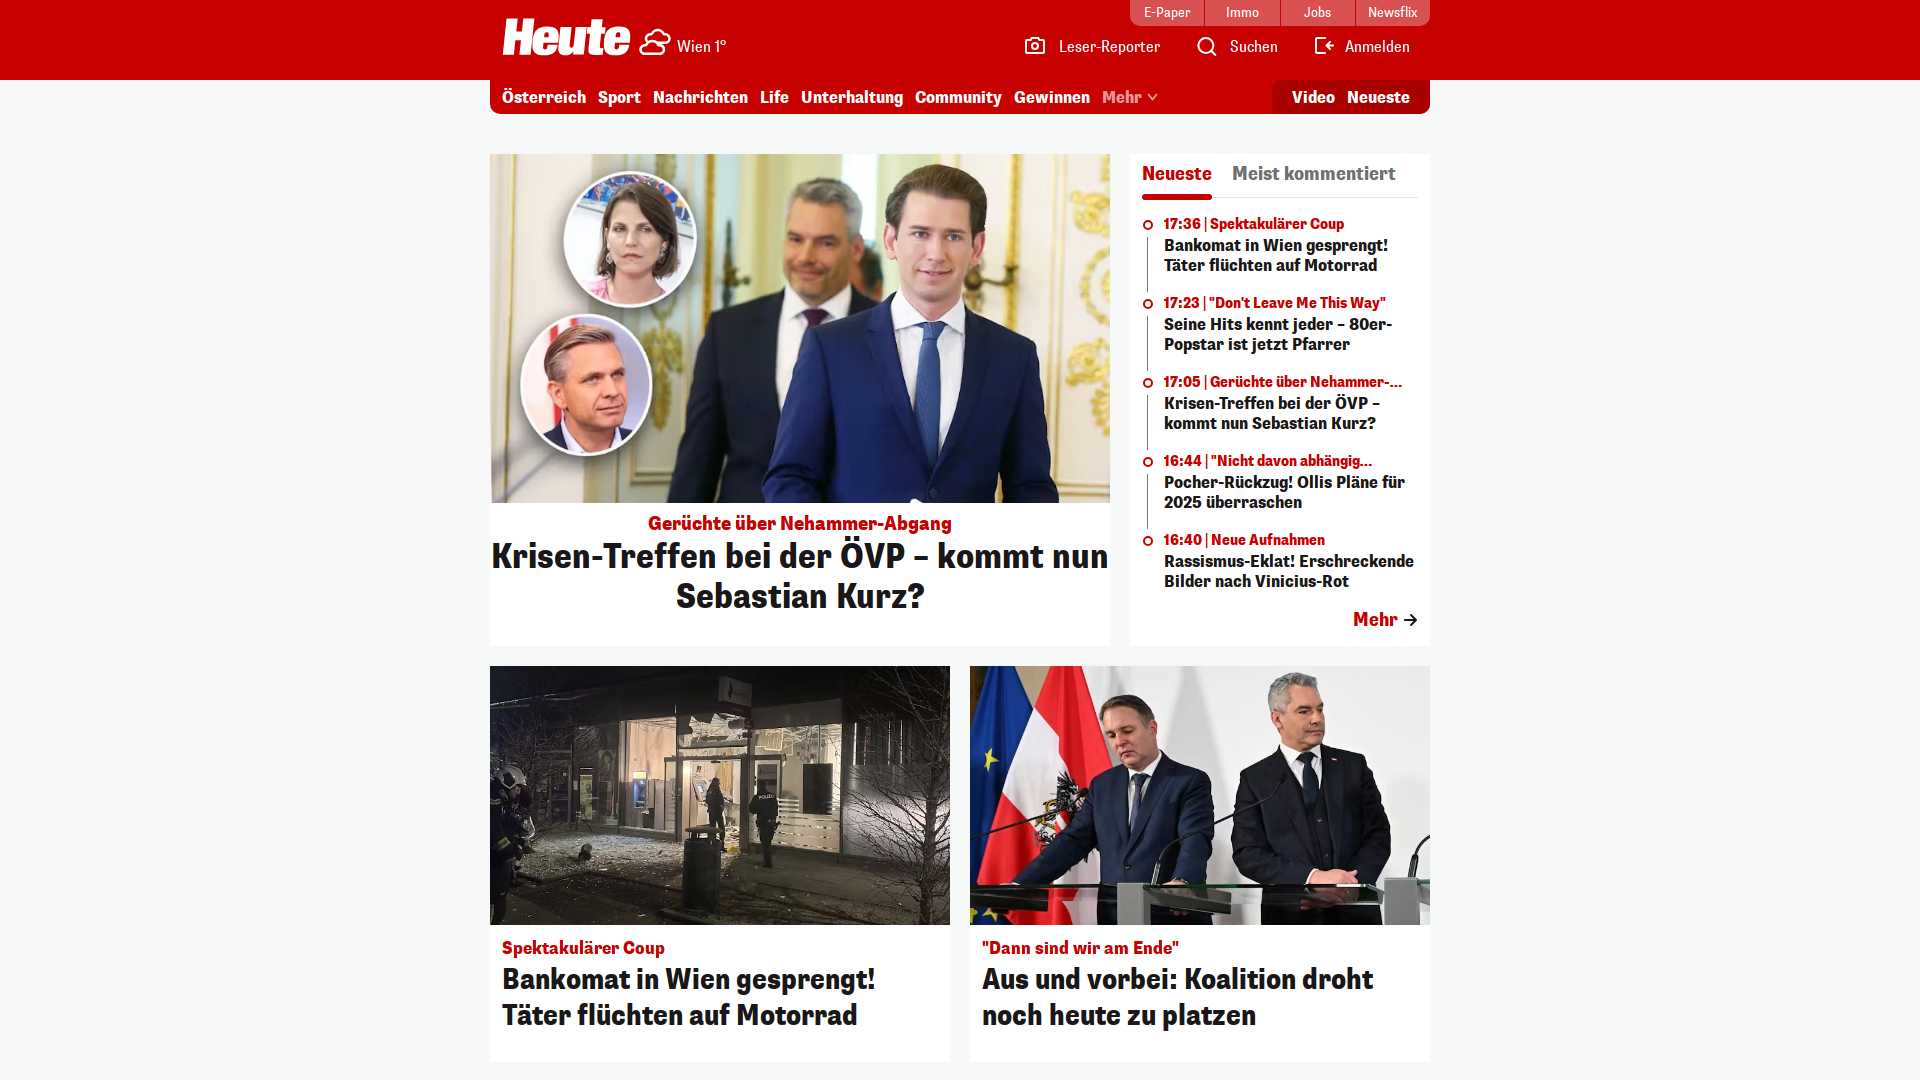 E-Paper
Immo
Jobs
Newsflix
Heute
Wien 1°
Leser-Reporter
Suchen
Anmelden
Österreich
Sport
Nachrichten
Life
Unterhaltung
Community
Gewinnen
Mehr
Video
Neueste
Gerüchte über Nehammer-Abgang
Krisen-Treffen bei der ÖVP – kommt nun
Sebastian Kurz?
Neueste
Meist kommentiert
17:36 | Spektakulärer Coup
Bankomat in Wien gesprengt!
Täter flüchten auf Motorrad
17:23 | "Don't Leave Me This Way"
Seine Hits kennt jeder – 80er-
Popstar ist jetzt Pfarrer
17:05 | Gerüchte über Nehammer-...
Krisen-Treffen bei der ÖVP –
kommt nun Sebastian Kurz?
16:44 | "Nicht davon abhängig...
Pocher-Rückzug! Ollis Pläne für
2025 überraschen
16:40 | Neue Aufnahmen
Rassismus-Eklat! Erschreckende
Bilder nach Vinicius-Rot
Mehr
POLIZEI
Spektakulärer Coup
Bankomat in Wien gesprengt!
Täter flüchten auf Motorrad
"Dann sind wir am Ende"
Aus und vorbei: Koalition droht
noch heute zu platzen